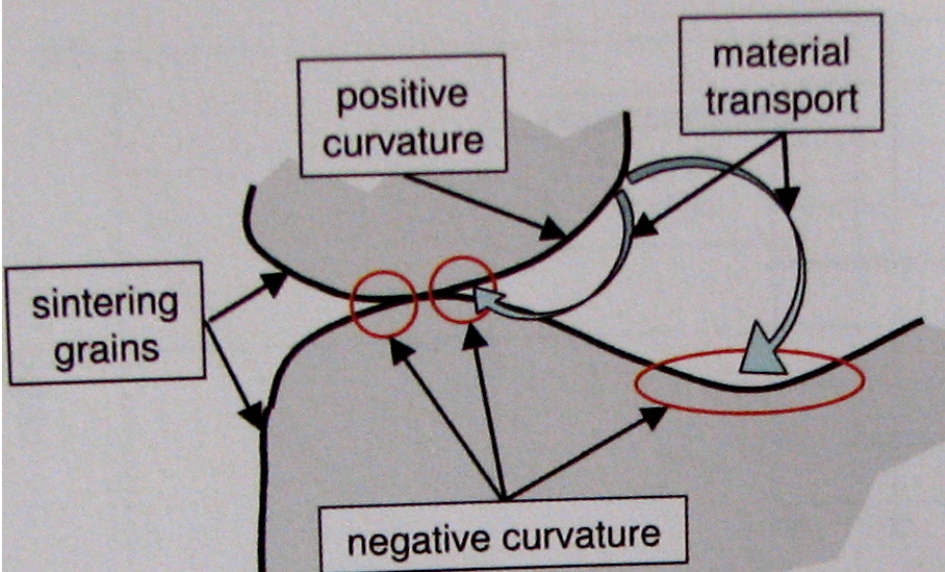 material
transport
positive
curvature
sintering
grains
negative curvature